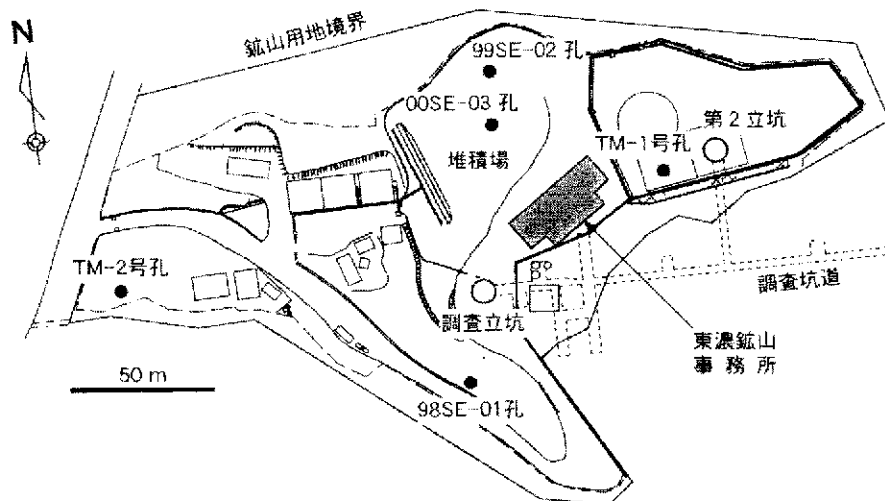 N
鉱山用地境界
99SE-02 孔
00SE-03 孔
堆積場
第2立坑
TM-1号孔
TM-2号孔
調査立坑
調査坑道
東濃鉱山
事務所
50 m
98SE-01孔